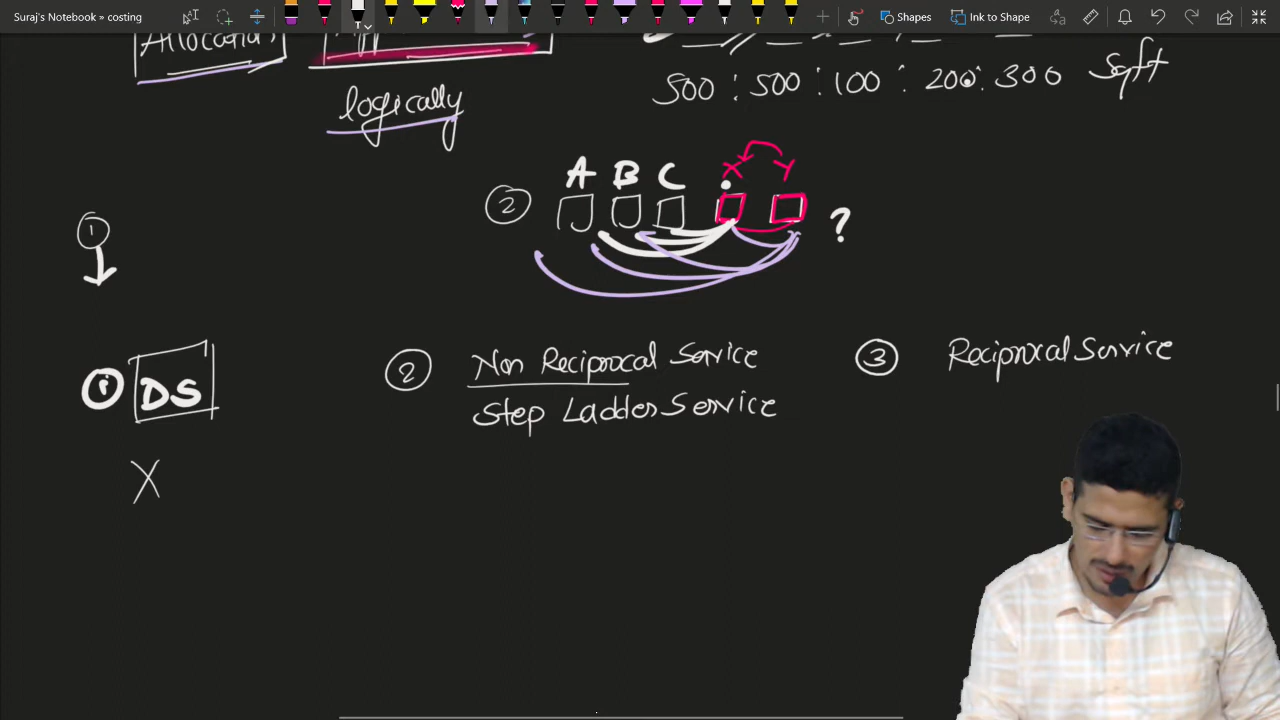 Suraj's Notebook » costing
Shapes
Ink to Shape
Allocation
500 : 500 : 100 : 200 : 300 Sqft
logically
X Y
A B C
② ?
①
① DS
② Non Reciprocal Service
Step Ladder Service
③ Reciprocal Service
X